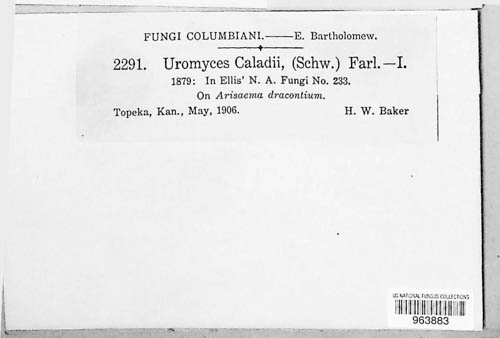 FUNGI COLUMBIANI.——E. Bartholomew.
2291. Uromyces Caladii, (Schw.) Farl.—I.
1879: In Ellis' N. A. Fungi No. 233.
On Arisaema dracontium.
Topeka, Kan., May, 1906. H. W. Baker
US NATIONAL FUNGUS COLLECTIONS
963883